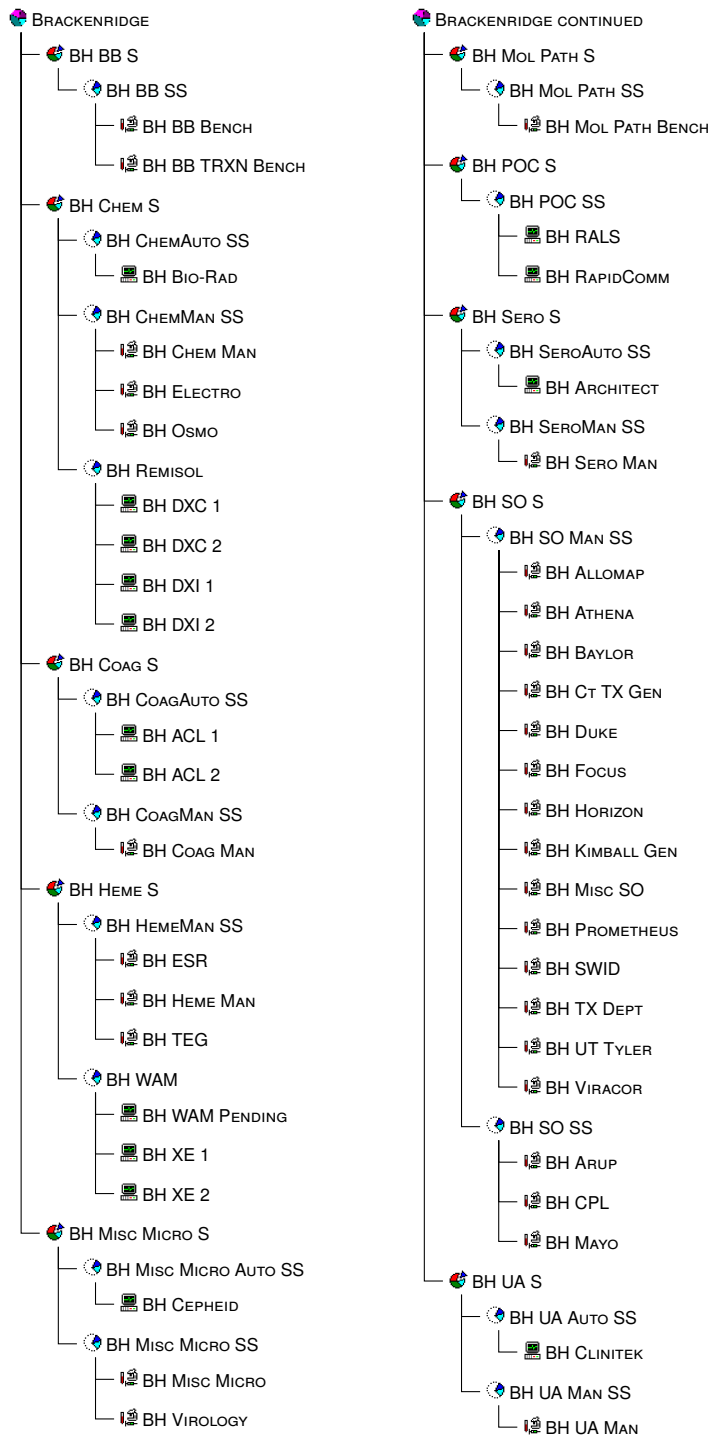 Brackenridge
BH BB S
BH BB SS
BH BB Bench
BH BB TRXN Bench
BH Chem S
BH ChemAuto SS
BH Bio-Rad
BH ChemMan SS
BH Chem Man
BH Electro
BH Osmo
BH Remisol
BH DXC 1
BH DXC 2
BH DXI 1
BH DXI 2
BH Coag S
BH CoagAuto SS
BH ACL 1
BH ACL 2
BH CoagMan SS
BH Coag Man
BH Heme S
BH HemeMan SS
BH ESR
BH Heme Man
BH TEG
BH WAM
BH WAM Pending
BH XE 1
BH XE 2
BH Misc Micro S
BH Misc Micro Auto SS
BH Cepheid
BH Misc Micro SS
BH Misc Micro
BH Virology
Brackenridge continued
BH Mol Path S
BH Mol Path SS
BH Mol Path Bench
BH POC S
BH POC SS
BH RALS
BH RapidComm
BH Sero S
BH SeroAuto SS
BH Architect
BH SeroMan SS
BH Sero Man
BH SO S
BH SO Man SS
BH Allomap
BH Athena
BH Baylor
BH Ct TX Gen
BH Duke
BH Focus
BH Horizon
BH Kimball Gen
BH Misc SO
BH Prometheus
BH SWID
BH TX Dept
BH UT Tyler
BH Viracor
BH SO SS
BH Arup
BH CPL
BH Mayo
BH UA S
BH UA Auto SS
BH Clinitek
BH UA Man SS
BH UA Man